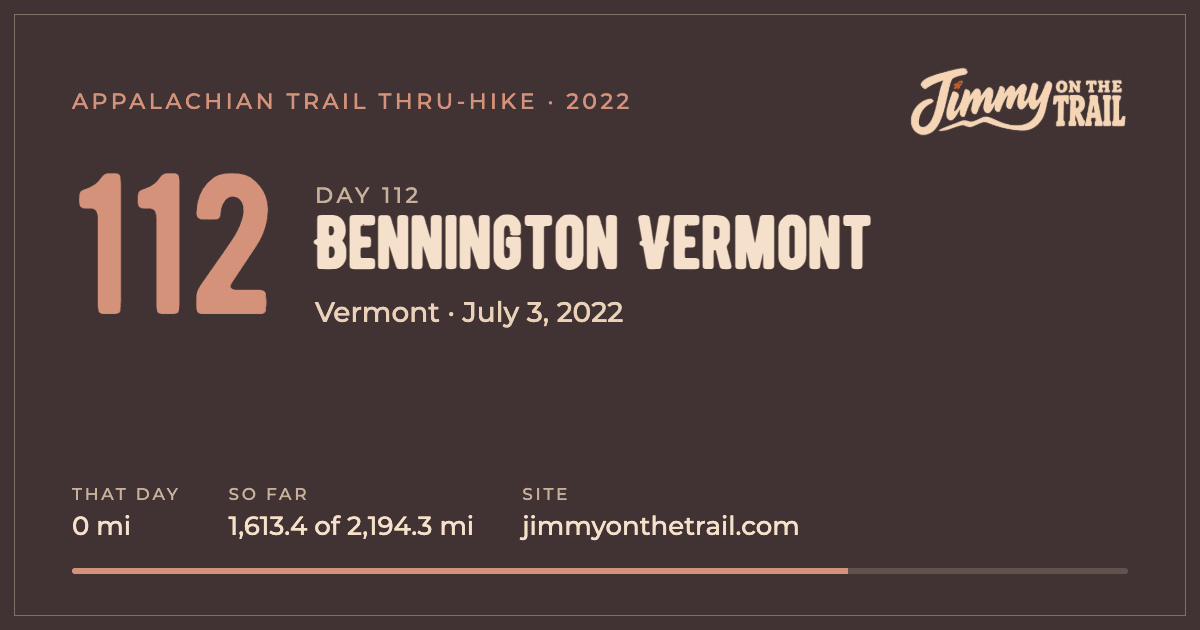 APPALACHIAN TRAIL THRU-HIKE · 2022
Jimmy ON THE TRAIL
112
DAY 112
BENNINGTON VERMONT
Vermont · July 3, 2022
THAT DAY
0 mi
SO FAR
1,613.4 of 2,194.3 mi
SITE
jimmyonthetrail.com